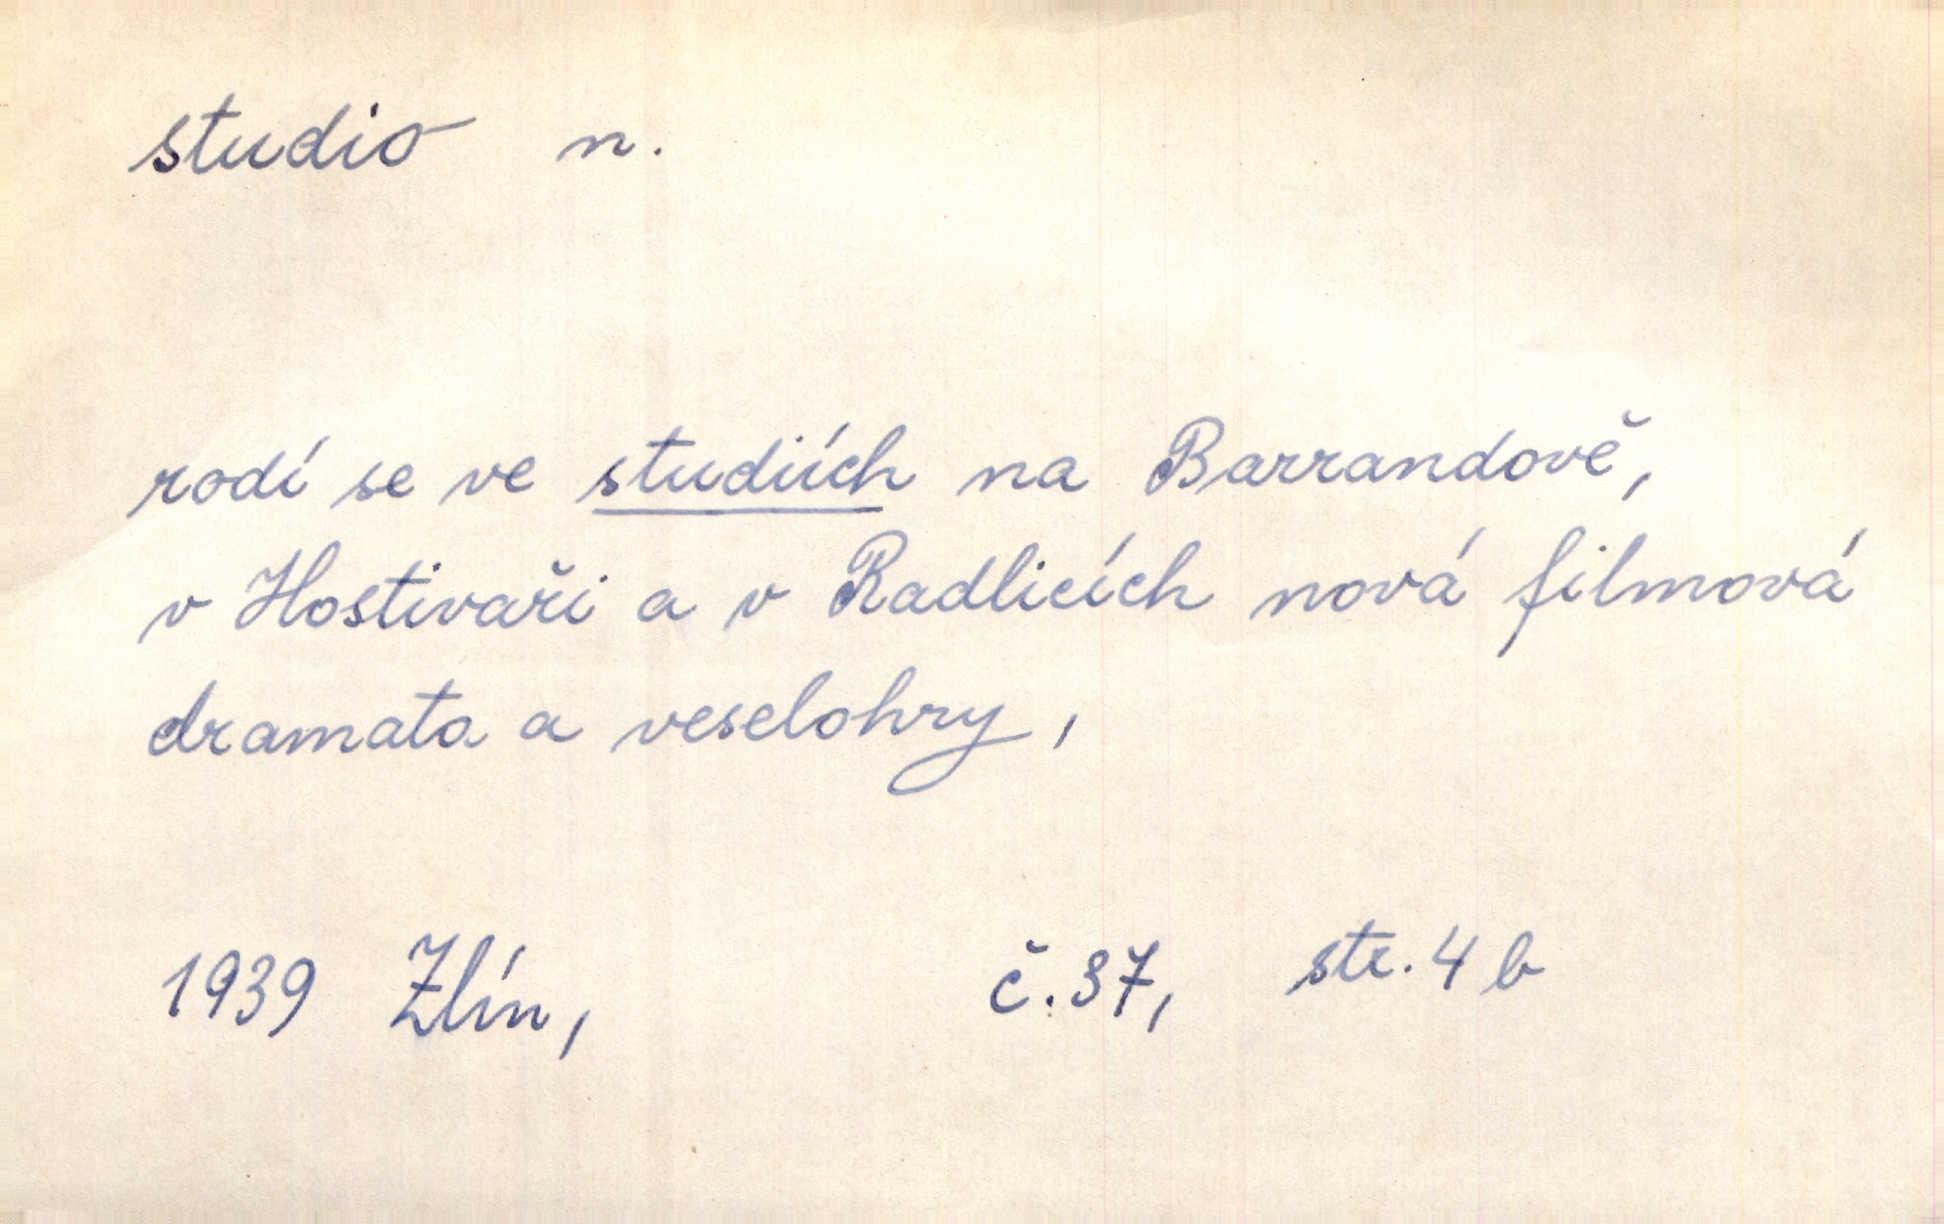 studio n.
rodí se ve studiích na Barrandově,
v Hostivaři a v Radlicích nová filmová
dramata a veselohry,
1939 Zlín, č. 37, str. 4 b